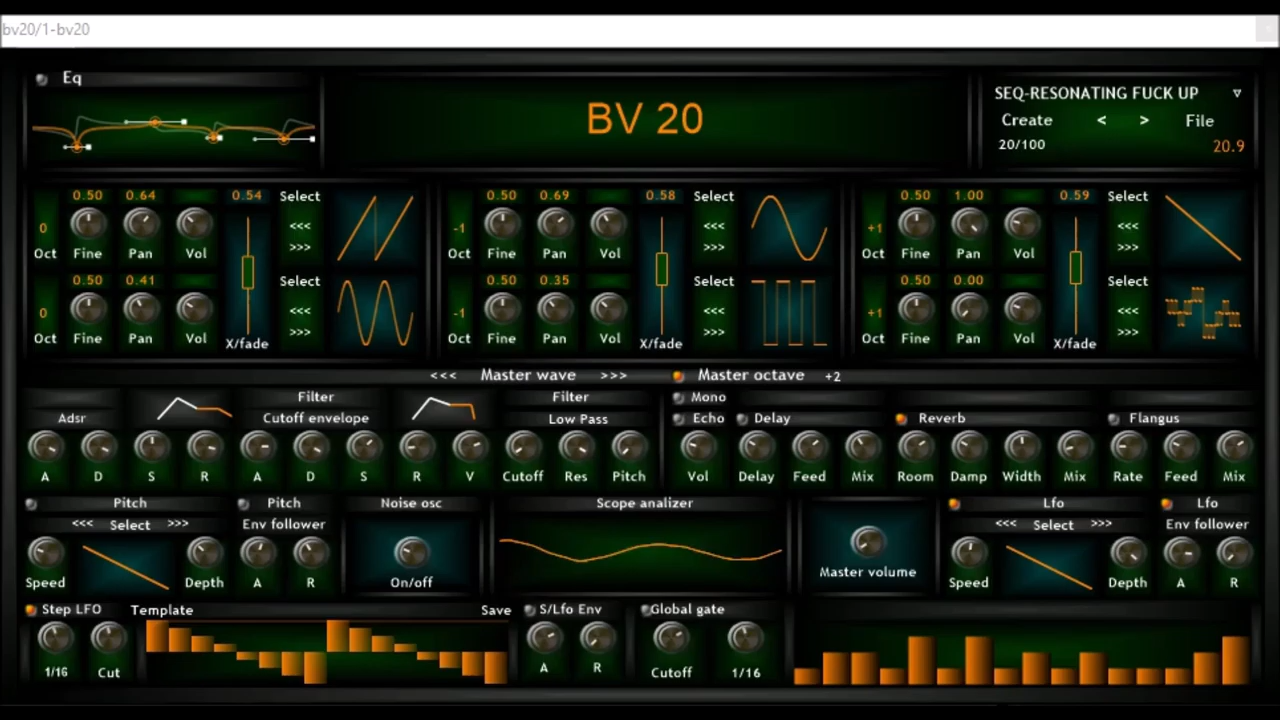 bv20/1-bv20
Eq
BV 20
SEQ-RESONATING FUCK UP ▿
Create < > File
20/100 20.9
0.50 0.64 0.54 Select 0.50 0.69 0.58 Select 0.50 1.00 0.59 Select
0 <<< -1 <<< +1 <<<
>>> >>> >>>
Oct Fine Pan Vol Oct Fine Pan Vol Oct Fine Pan Vol
0.50 0.41 Select 0.50 0.35 Select 0.50 0.00 Select
0 <<< -1 <<< +1 <<<
>>> >>> >>>
Oct Fine Pan Vol X/fade Oct Fine Pan Vol X/fade Oct Fine Pan Vol X/fade
<<< Master wave >>> Master octave +2
Filter Filter Mono
Adsr Cutoff envelope Low Pass Echo Delay Reverb Flangus
A D S R A D S R V Cutoff Res Pitch Vol Delay Feed Mix Room Damp Width Mix Rate Feed Mix
Pitch Pitch Noise osc Scope analizer Lfo Lfo
<<< Select >>> Env follower <<< Select >>> Env follower
Master volume
Speed Depth A R On/off Speed Depth A R
Step LFO Template Save S/Lfo Env Global gate
1/16 Cut A R Cutoff 1/16